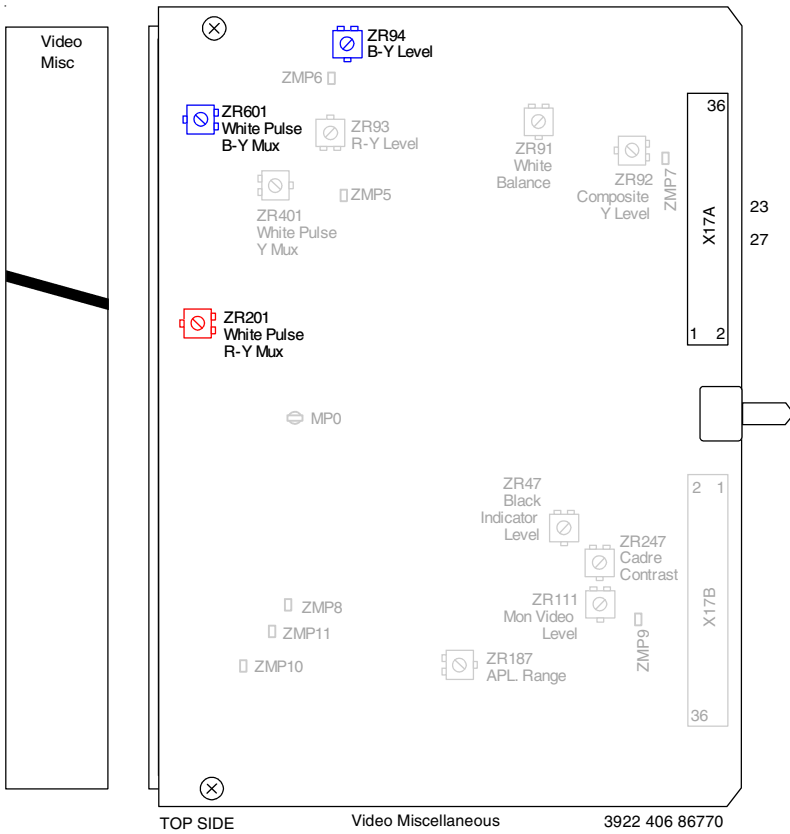 Video
Misc
ZR94
B-Y Level
ZMP6
ZR601
White Pulse
B-Y Mux
ZR93
R-Y Level
ZR91
White
Balance
ZR92
Composite
Y Level
ZMP7
36
X17A
1 2
23
27
ZR401
White Pulse
Y Mux
ZMP5
ZR201
White Pulse
R-Y Mux
MP0
ZR47
Black
Indicator
Level
ZR247
Cadre
Contrast
ZR111
Mon Video
Level
ZMP9
2 1
X17B
36
ZMP8
ZMP11
ZMP10
ZR187
APL. Range
TOP SIDE
Video Miscellaneous
3922 406 86770